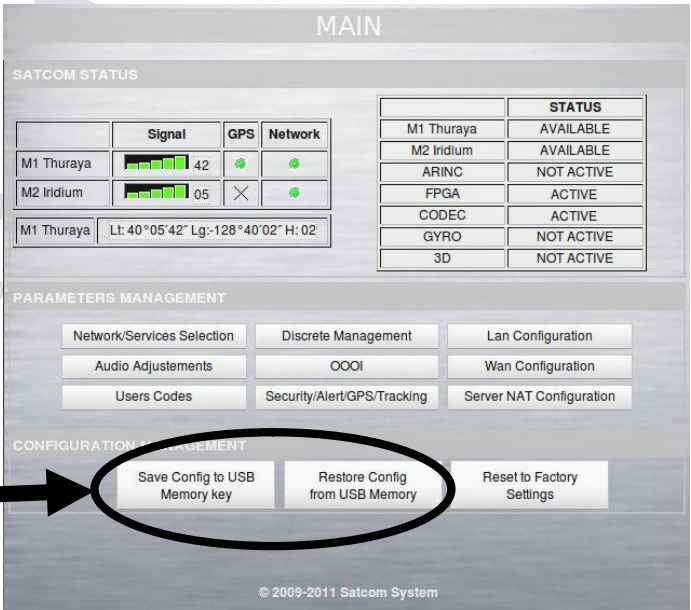 MAIN
SATCOM STATUS
Signal GPS Network
M1 Thuraya 42
M2 Iridium 05
M1 Thuraya Lt: 40°05′42″ Lg:-128°40′02″ H: 02
STATUS
M1 Thuraya AVAILABLE
M2 Iridium AVAILABLE
ARINC NOT ACTIVE
FPGA ACTIVE
CODEC ACTIVE
GYRO NOT ACTIVE
3D NOT ACTIVE
PARAMETERS MANAGEMENT
Network/Services Selection Discrete Management Lan Configuration
Audio Adjustements OOOI Wan Configuration
Users Codes Security/Alert/GPS/Tracking Server NAT Configuration
CONFIGURATION MANAGEMENT
Save Config to USB Restore Config Reset to Factory
Memory key from USB Memory Settings
© 2009-2011 Satcom System